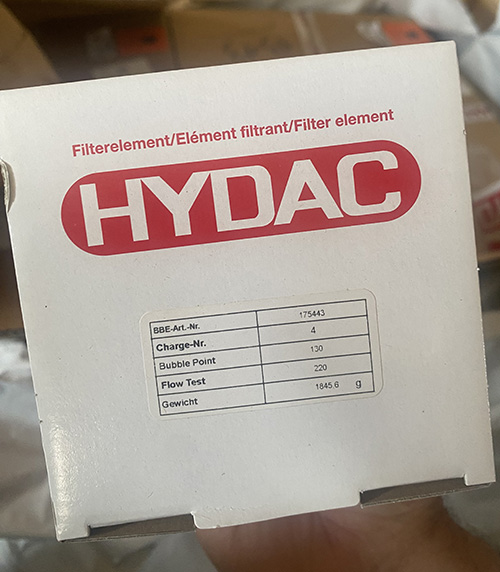 Filterelement/Elément filtrant/Filter element
HYDAC
BBE-Art.-Nr. 175443
Charge-Nr. 4
Bubble Point 130
Flow Test 220
Gewicht 1845.6 g